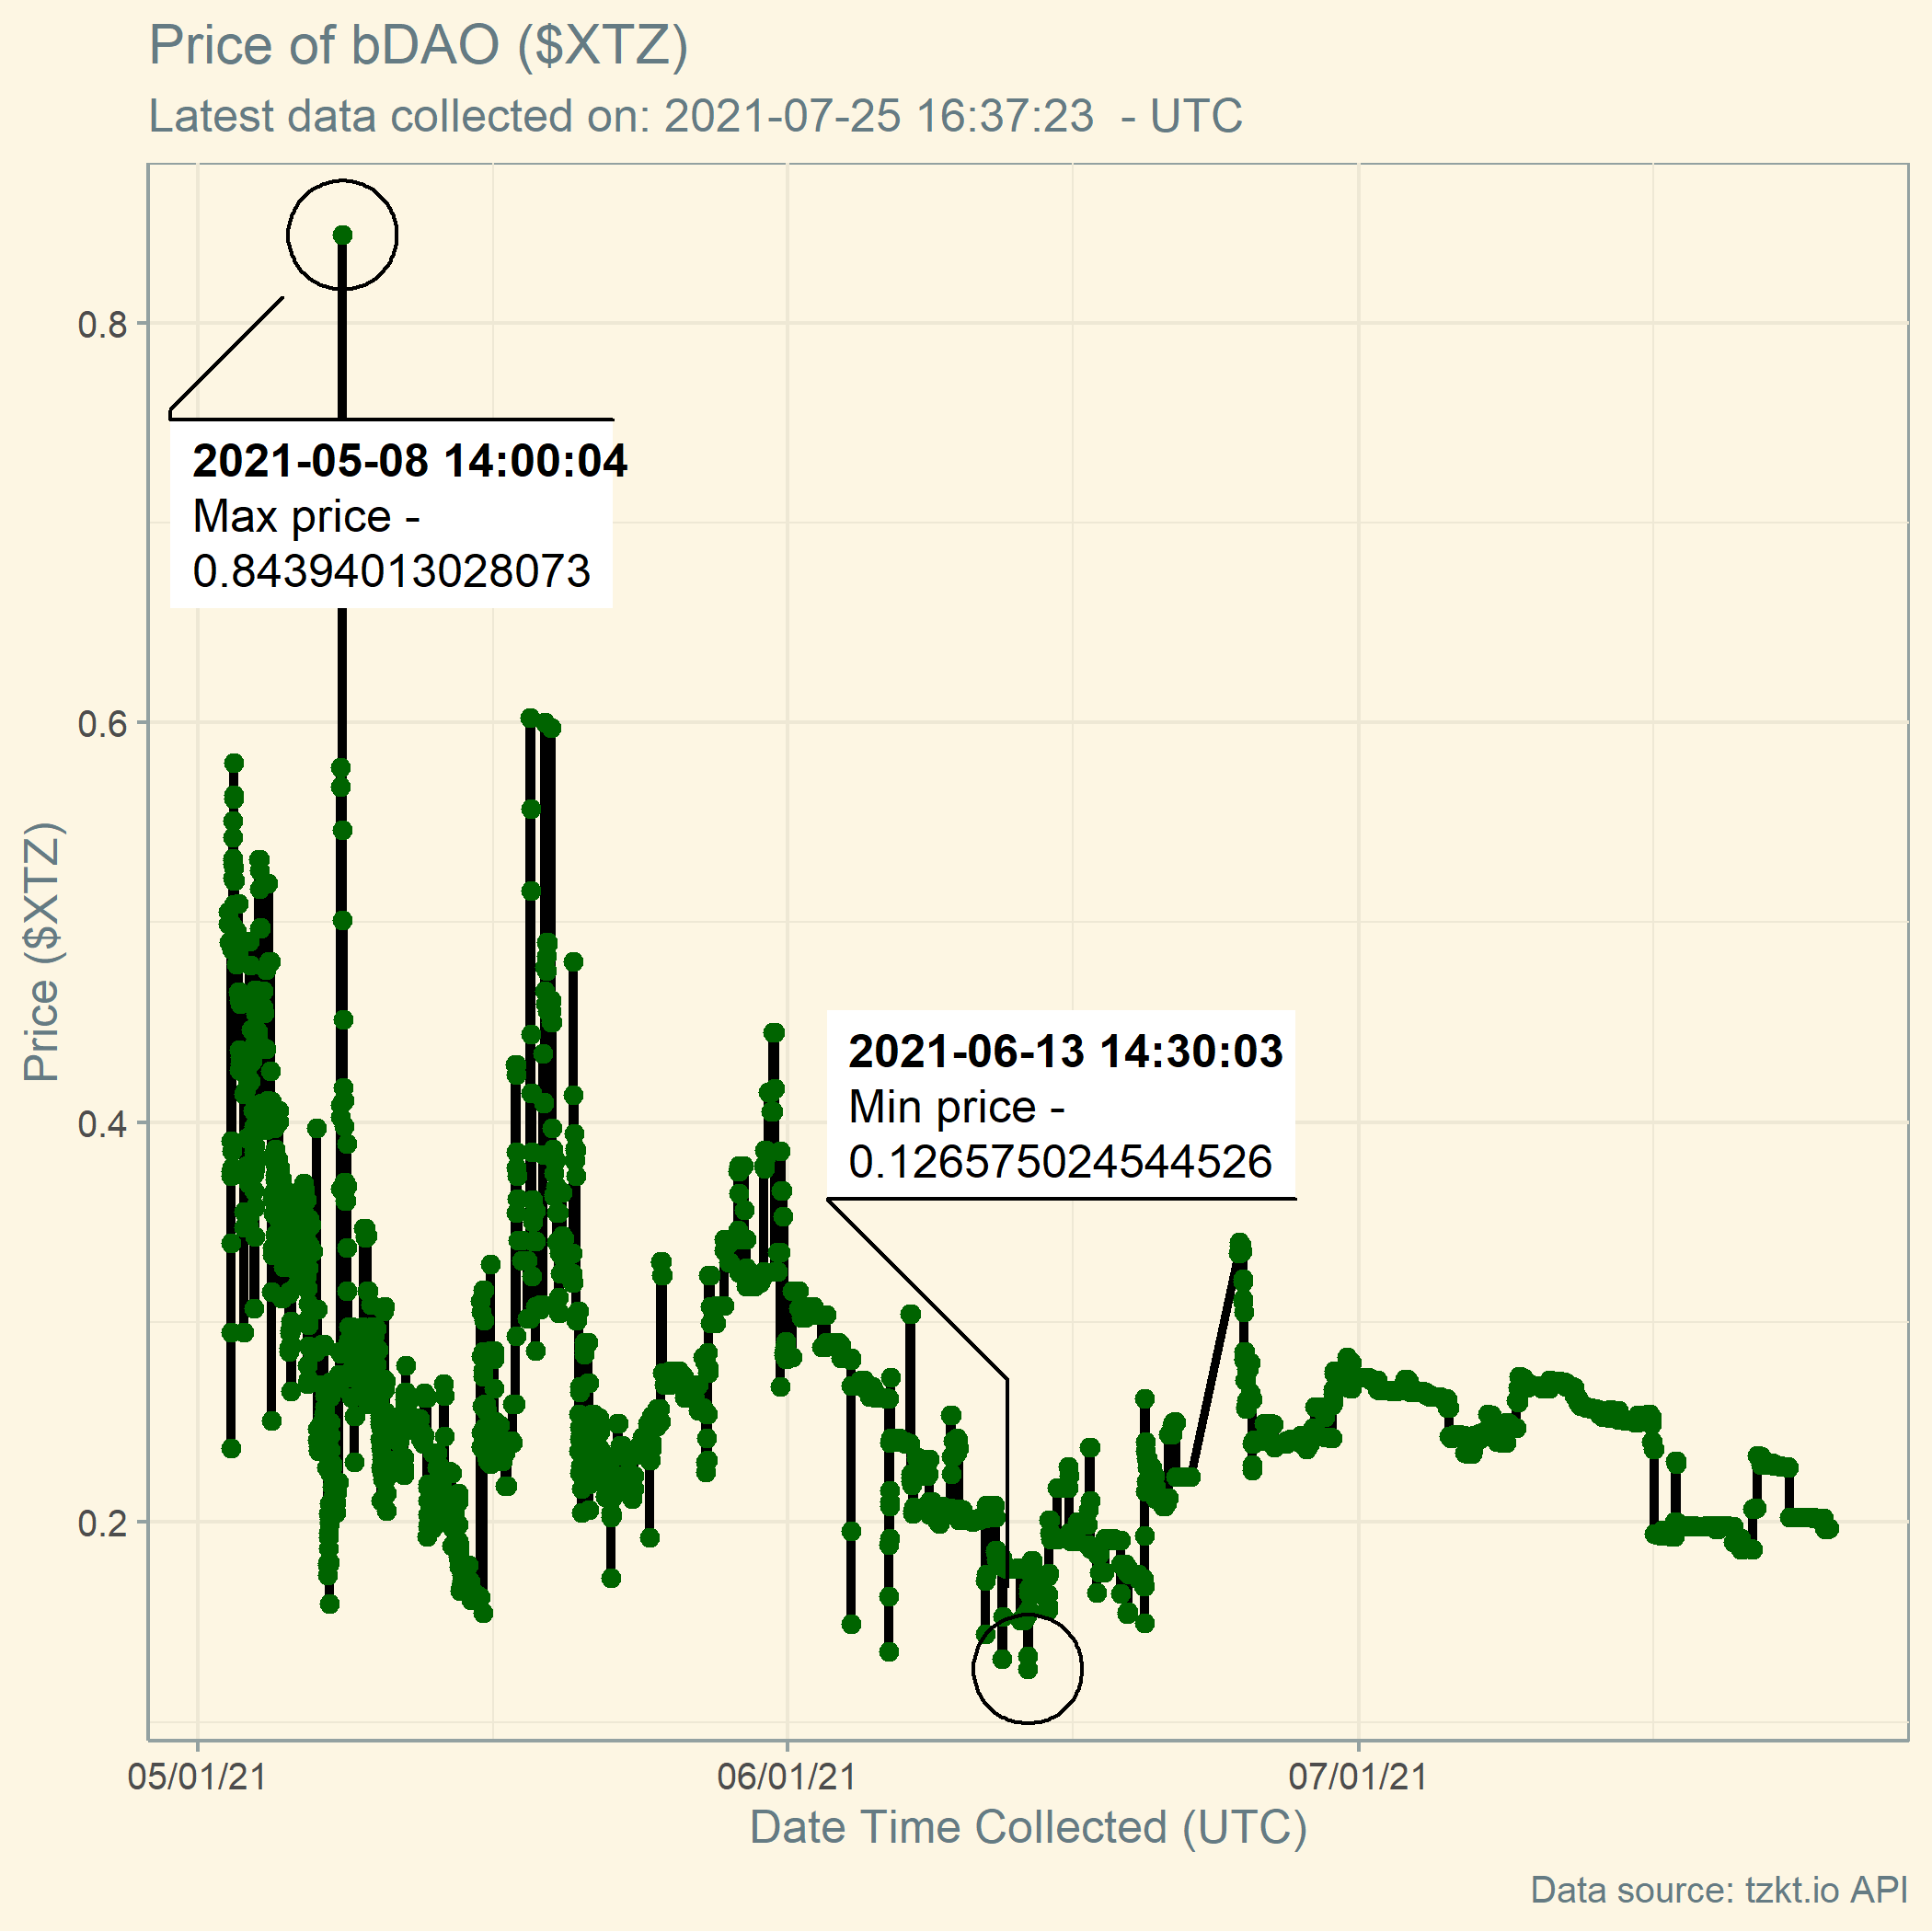 Price of bDAO ($XTZ)
Latest data collected on: 2021-07-25 16:37:23  - UTC
0.8
0.6
0.4
0.2
Price ($XTZ)
2021-05-08 14:00:04
Max price -
0.84394013028073
2021-06-13 14:30:03
Min price -
0.126575024544526
05/01/21
06/01/21
07/01/21
Date Time Collected (UTC)
Data source: tzkt.io API